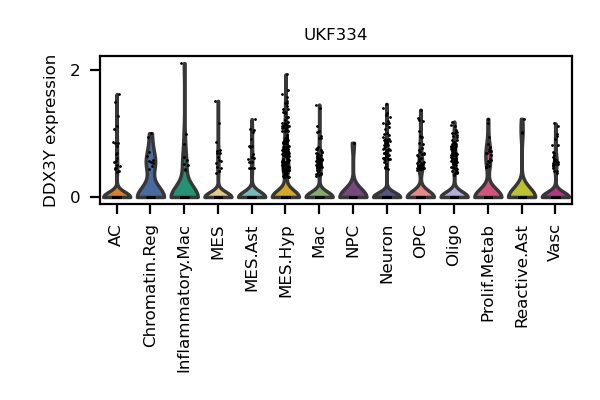 UKF334
DDX3Y expression
2
0
AC
Chromatin.Reg
Inflammatory.Mac
MES
MES.Ast
MES.Hyp
Mac
NPC
Neuron
OPC
Oligo
Prolif.Metab
Reactive.Ast
Vasc